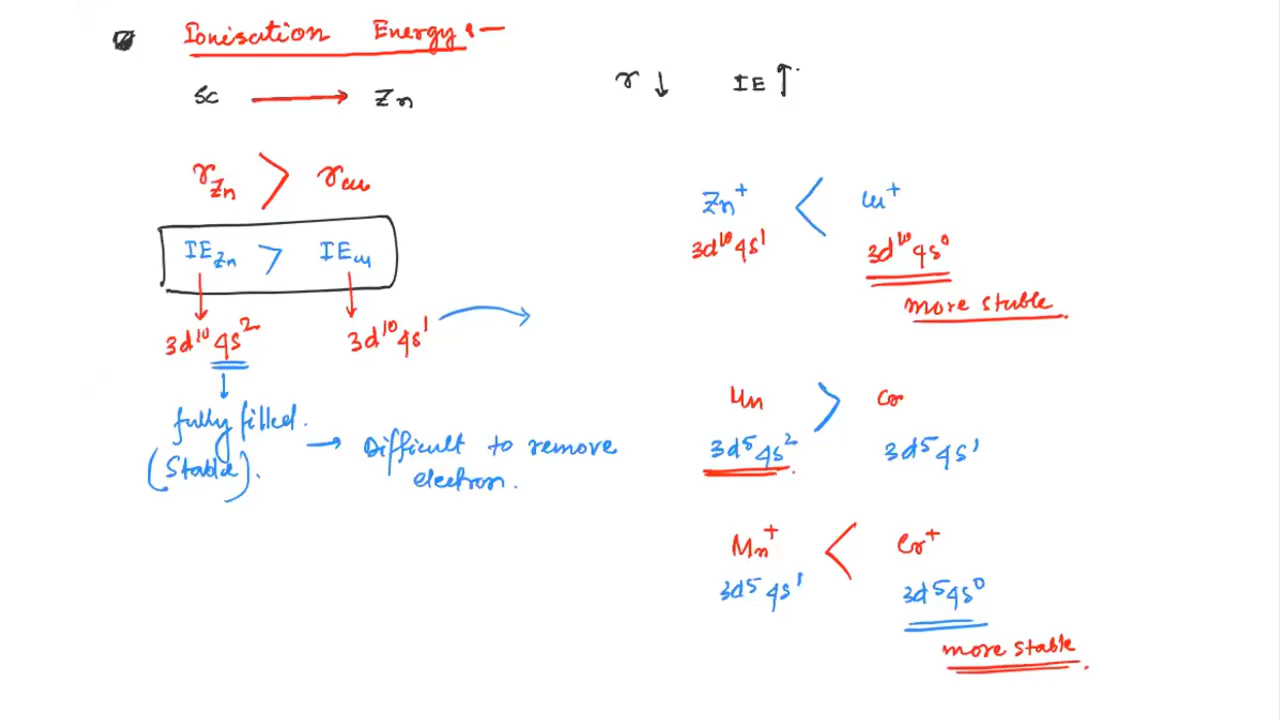 Ionisation Energy :-
Sc ⟶ Zn
r ↓ IE ↑
r_Zn > r_Cu
IE_Zn > IE_Cu
3d¹⁰4s² 3d¹⁰4s¹
fully filled.
(Stable). → Difficult to remove
electron.
Zn⁺ < Cu⁺
3d¹⁰4s¹ 3d¹⁰4s⁰
more stable
Mn > Cr
3d⁵4s² 3d⁵4s¹
Mn⁺ < Cr⁺
3d⁵4s¹ 3d⁵4s⁰
more stable